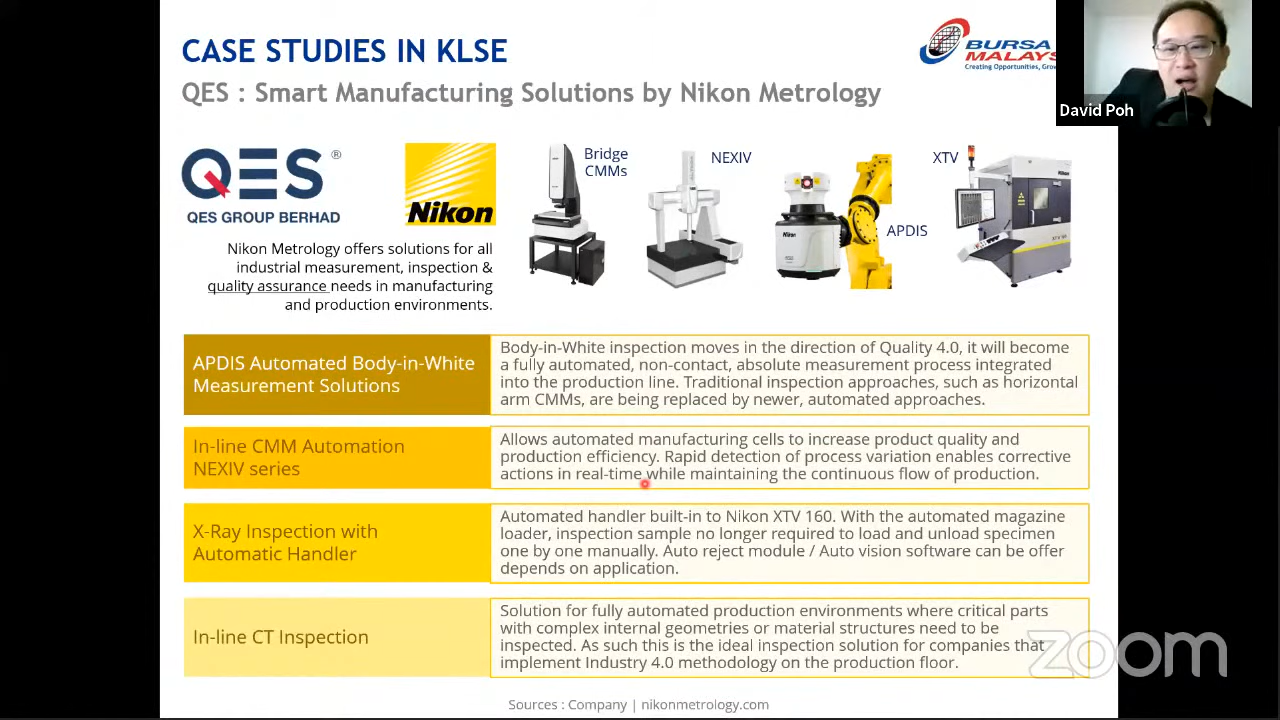 CASE STUDIES IN KLSE
QES : Smart Manufacturing Solutions by Nikon Metrology
BURSA
MALAYS
Creating Opportunities, Grow
David Poh
QES ®
QES GROUP BERHAD
Nikon
Nikon Metrology offers solutions for all
industrial measurement, inspection &
quality assurance needs in manufacturing
and production environments.
Bridge
CMMs
NEXIV
Nikon
APDIS
XTV
APDIS Automated Body-in-White
Measurement Solutions
Body-in-White inspection moves in the direction of Quality 4.0, it will become
a fully automated, non-contact, absolute measurement process integrated
into the production line. Traditional inspection approaches, such as horizontal
arm CMMs, are being replaced by newer, automated approaches.
In-line CMM Automation
NEXIV series
Allows automated manufacturing cells to increase product quality and
production efficiency. Rapid detection of process variation enables corrective
actions in real-time while maintaining the continuous flow of production.
X-Ray Inspection with
Automatic Handler
Automated handler built-in to Nikon XTV 160. With the automated magazine
loader, inspection sample no longer required to load and unload specimen
one by one manually. Auto reject module / Auto vision software can be offer
depends on application.
In-line CT Inspection
Solution for fully automated production environments where critical parts
with complex internal geometries or material structures need to be
inspected. As such this is the ideal inspection solution for companies that
implement Industry 4.0 methodology on the production floor.
zoom
Sources : Company | nikonmetrology.com